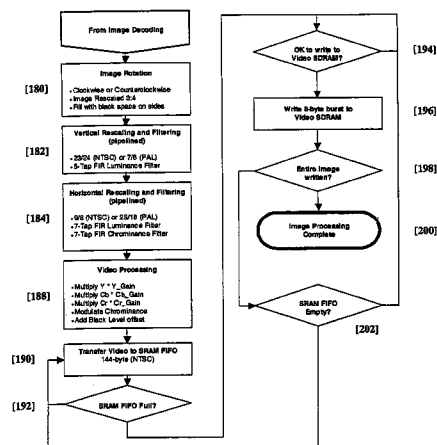 From Image Decoding
[180]
Image Rotation
•Clockwise or Counterclockwise
•Image Rescaled 3:4
•Fill with black space on sides
[182]
Vertical Rescaling and Filtering
(pipelined)
•23/24 (NTSC) or 7/8 (PAL)
•5-Tap FIR Luminance Filter
[184]
Horizontal Rescaling and Filtering
(pipelined)
•9/8 (NTSC) or 25/18 (PAL)
•7-Tap FIR Luminance Filter
•7-Tap FIR Chrominance Filter
[188]
Video Processing
•Multiply Y * Y_Gain
•Multiply Cb * Cb_Gain
•Multiply Cr * Cr_Gain
•Modulate Chrominance
•Add Black Level offset
[190]
Transfer Video to SRAM FIFO
144-byte (NTSC)
[192]
SRAM FIFO Full?
OK to write to
Video SDRAM?
[194]
Write 8-byte burst to
Video SDRAM
[196]
Entire Image
written?
[198]
Image Processing
Complete
[200]
SRAM FIFO
Empty?
[202]